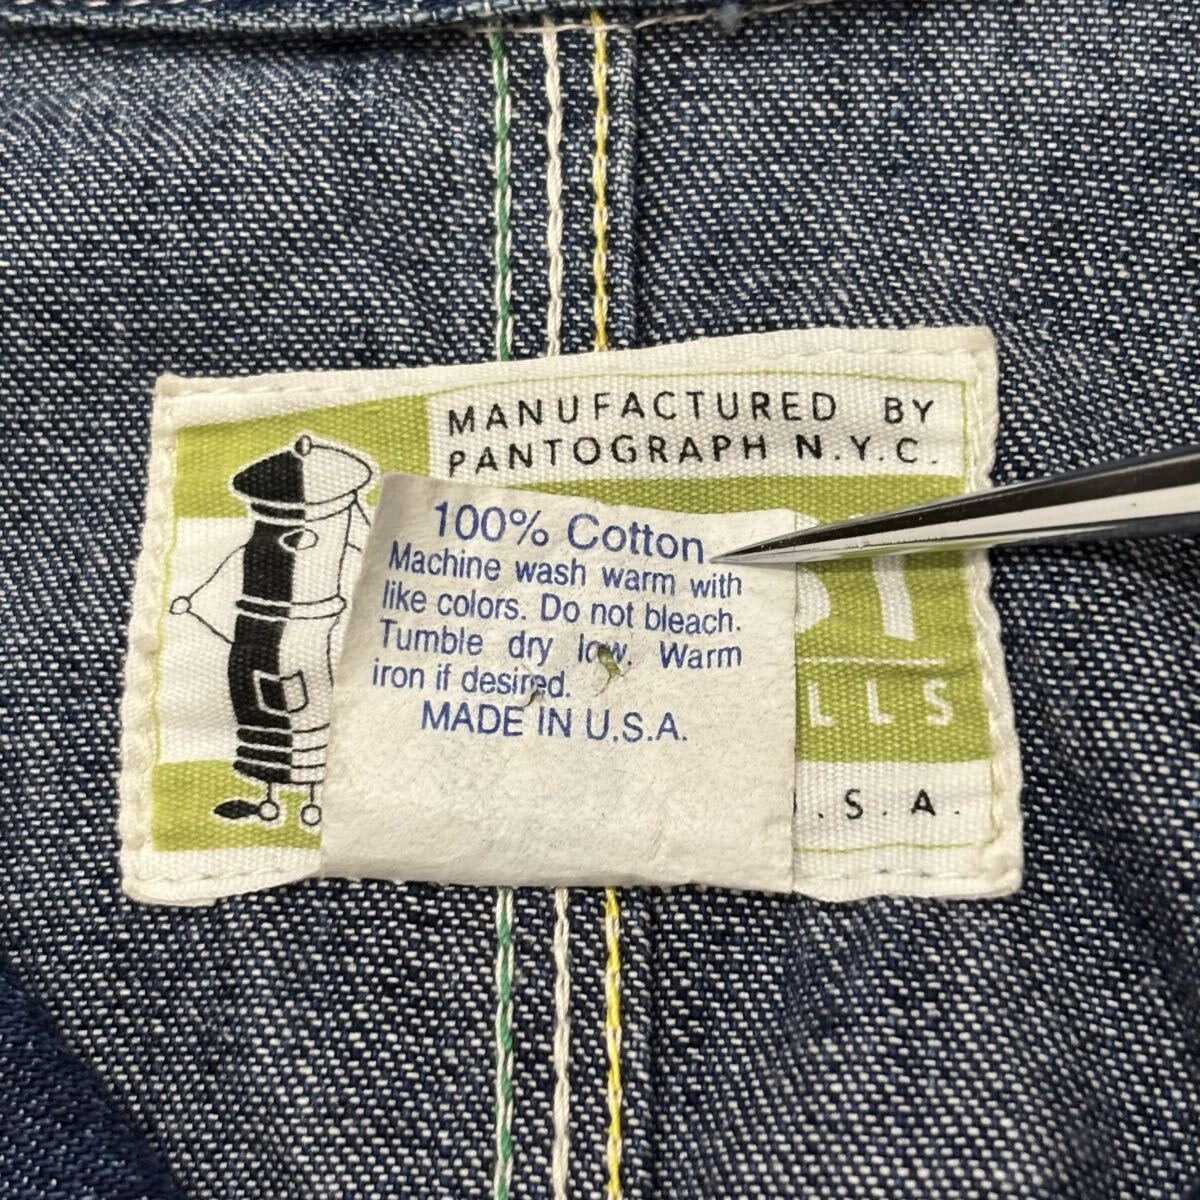 MANUFACTURED BY
PANTOGRAPH N.Y.C.
100% Cotton
Machine wash warm with
like colors. Do not bleach.
Tumble dry low. Warm
iron if desired.
MADE IN U.S.A.
LLS
.S.A.